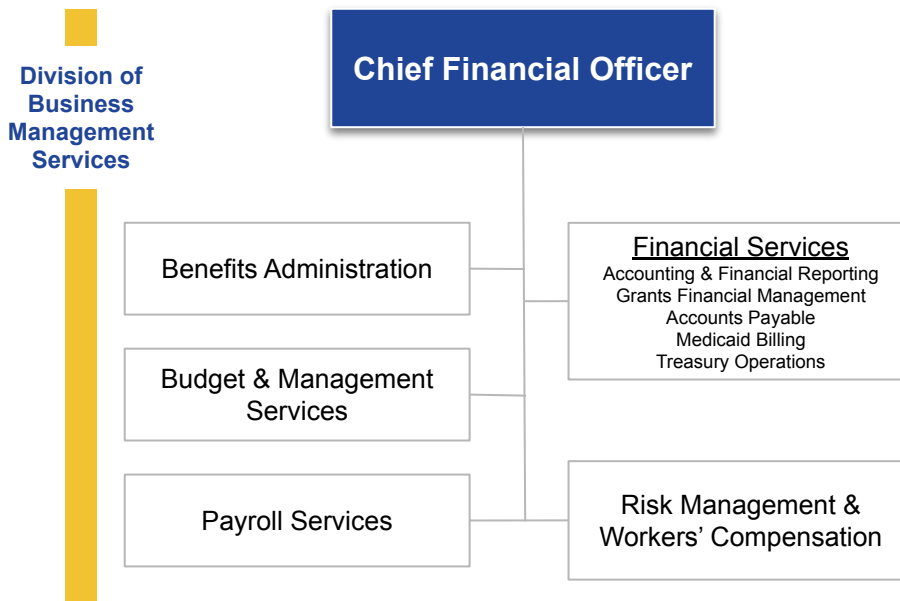 Division of
Business
Management
Services
Chief Financial Officer
Benefits Administration
Financial Services
Accounting & Financial Reporting
Grants Financial Management
Accounts Payable
Medicaid Billing
Treasury Operations
Budget & Management
Services
Payroll Services
Risk Management &
Workers’ Compensation